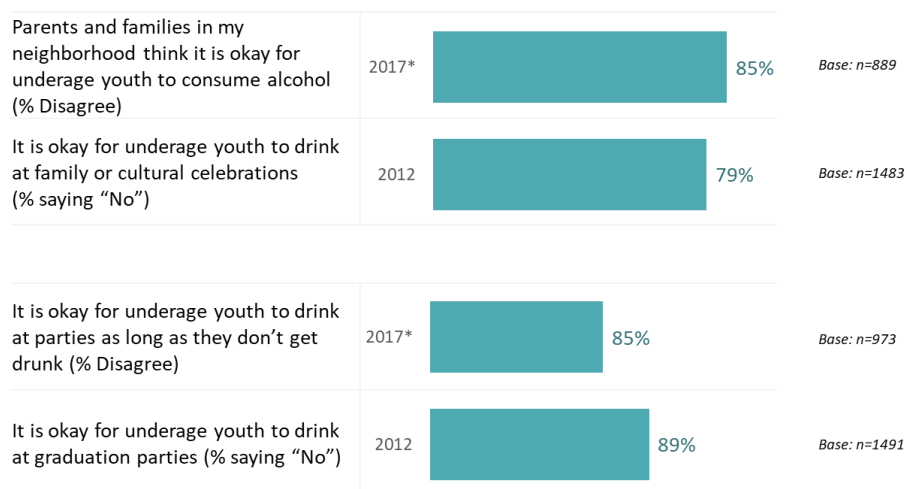 Parents and families in my
neighborhood think it is okay for
underage youth to consume alcohol
(% Disagree)
2017*
85%
Base: n=889
It is okay for underage youth to drink
at family or cultural celebrations
(% saying “No”)
2012
79%
Base: n=1483
It is okay for underage youth to drink
at parties as long as they don’t get
drunk (% Disagree)
2017*
85%
Base: n=973
It is okay for underage youth to drink
at graduation parties (% saying “No”)
2012
89%
Base: n=1491